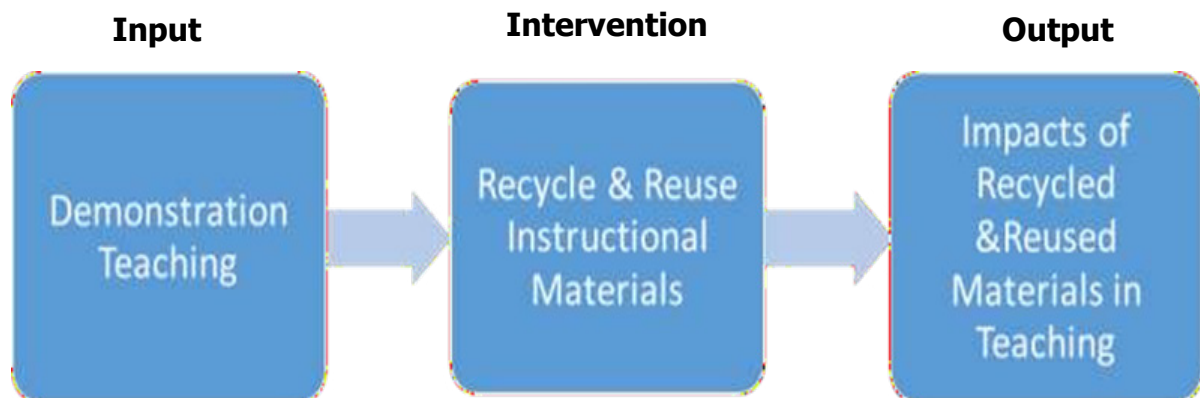 Input
Intervention
Output
Demonstration
Teaching
Recycle & Reuse
Instructional
Materials
Impacts of
Recycled
&Reused
Materials in
Teaching